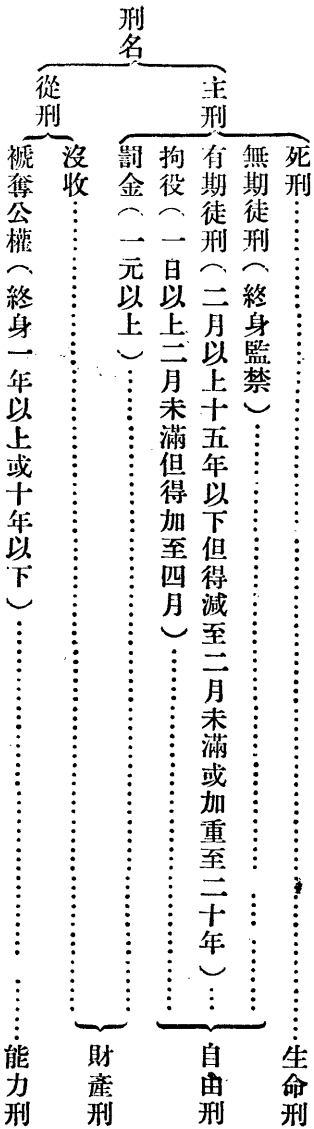 刑名
主刑
死刑……生命刑
無期徒刑（終身監禁）……
有期徒刑（二月以上十五年以下但得減至二月未滿或加重至二十年）……
拘役（一日以上二月未滿但得加至四月）……
自由刑
罰金（一元以上）……
從刑
沒收……
財產刑
褫奪公權（終身一年以上或十年以下）……能力刑